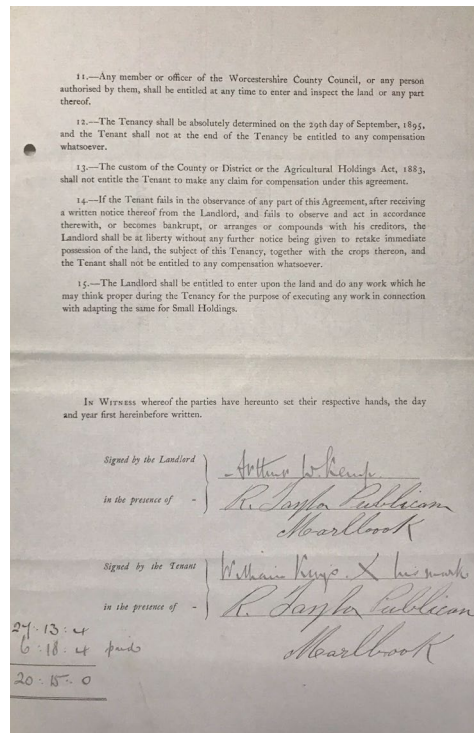 11.—Any member or officer of the Worcestershire County Council, or any person
authorised by them, shall be entitled at any time to enter and inspect the land or any part
thereof.
12.—The Tenancy shall be absolutely determined on the 29th day of September, 1895,
and the Tenant shall not at the end of the Tenancy be entitled to any compensation
whatsoever.
13.—The custom of the County or District or the Agricultural Holdings Act, 1883,
shall not entitle the Tenant to make any claim for compensation under this agreement.
14.—If the Tenant fails in the observance of any part of this Agreement, after receiving
a written notice thereof from the Landlord, and fails to observe and act in accordance
therewith, or becomes bankrupt, or arranges or compounds with his creditors, the
Landlord shall be at liberty without any further notice being given to retake immediate
possession of the land, the subject of this Tenancy, together with the crops thereon, and
the Tenant shall not be entitled to any compensation whatsoever.
15.—The Landlord shall be entitled to enter upon the land and do any work which he
may think proper during the Tenancy for the purpose of executing any work in connection
with adapting the same for Small Holdings.
In Witness whereof the parties have hereunto set their respective hands, the day
and year first hereinbefore written.
Signed by the Landlord
Arthur W. Kemp
in the presence of -
R. Taylor Publican
Marlbrook
Signed by the Tenant
William X his mark
in the presence of -
R. Taylor Publican
Marlbrook
27 : 13 : 4
6 : 18 : 4 paid
20 : 15 : 0